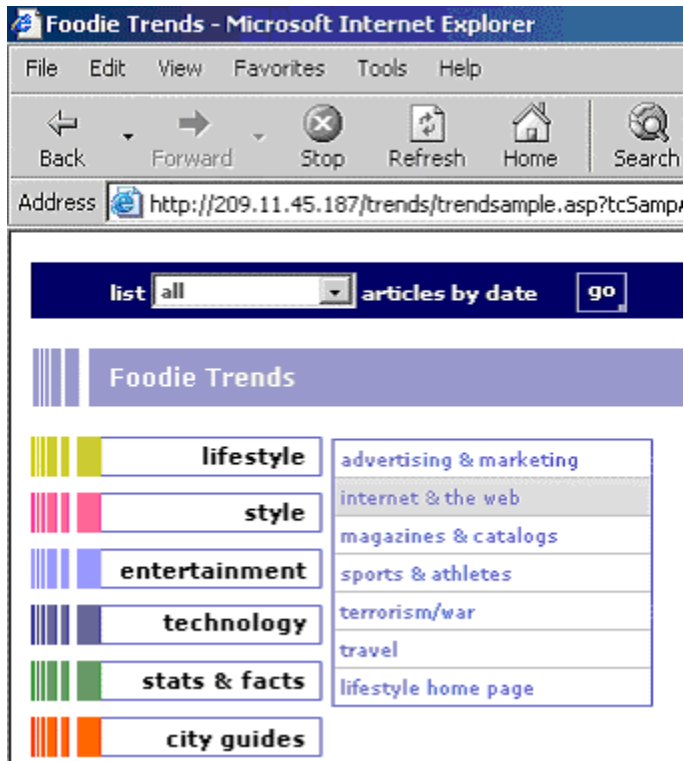 Foodie Trends - Microsoft Internet Explorer
File Edit View Favorites Tools Help
Back Forward Stop Refresh Home Search
Address http://209.11.45.187/trends/trendsample.asp?tcSamp
list all articles by date go
Foodie Trends
lifestyle
style
entertainment
technology
stats & facts
city guides
advertising & marketing
internet & the web
magazines & catalogs
sports & athletes
terrorism/war
travel
lifestyle home page